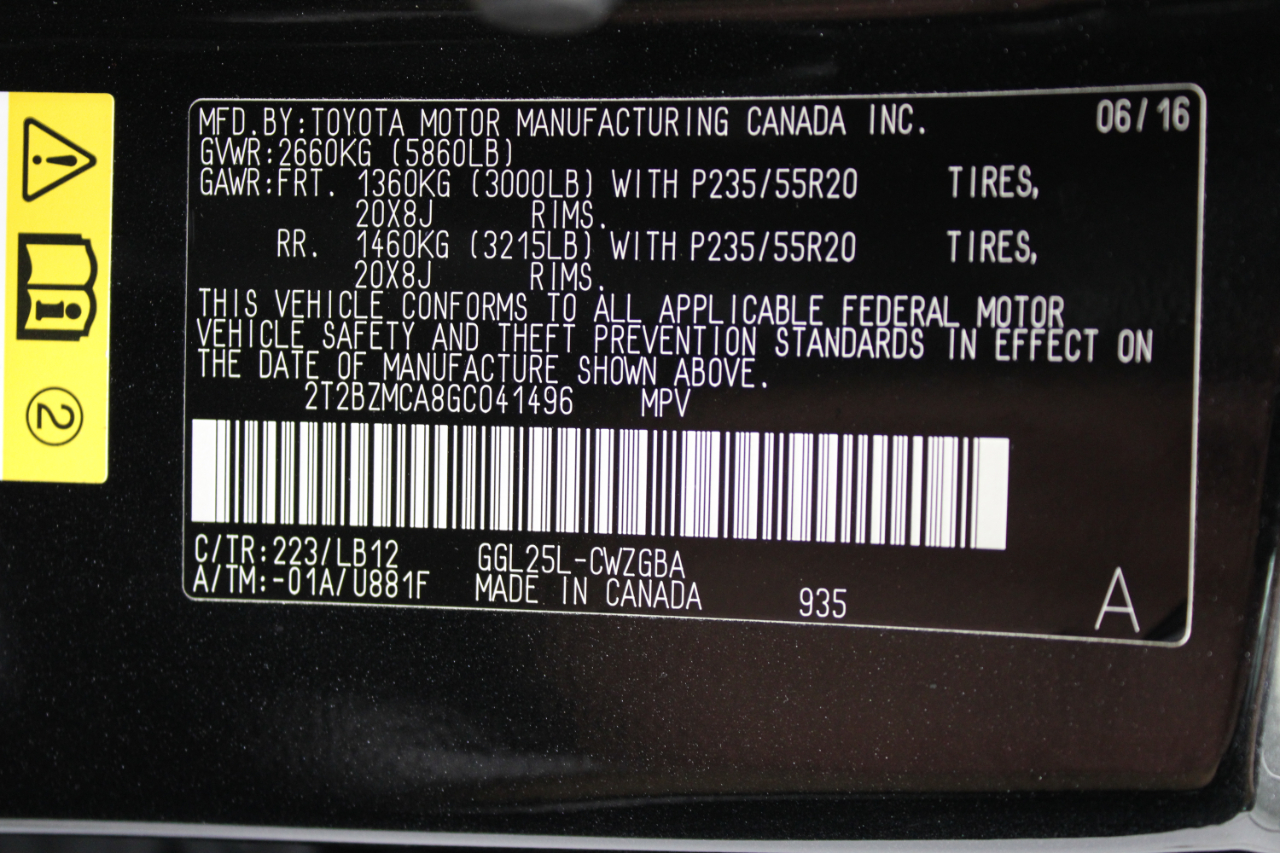 MFD.BY:TOYOTA MOTOR MANUFACTURING CANADA INC. 06/16
GVWR:2660KG (5860LB)
GAWR:FRT. 1360KG (3000LB) WITH P235/55R20 TIRES,
20X8J RIMS.
RR. 1460KG (3215LB) WITH P235/55R20 TIRES,
20X8J RIMS.
THIS VEHICLE CONFORMS TO ALL APPLICABLE FEDERAL MOTOR
VEHICLE SAFETY AND THEFT PREVENTION STANDARDS IN EFFECT ON
THE DATE OF MANUFACTURE SHOWN ABOVE.
2T2BZMCA8GC041496 MPV
C/TR:223/LB12 GGL25L-CWZGBA
A/TM:-01A/U881F MADE IN CANADA 935 A
2